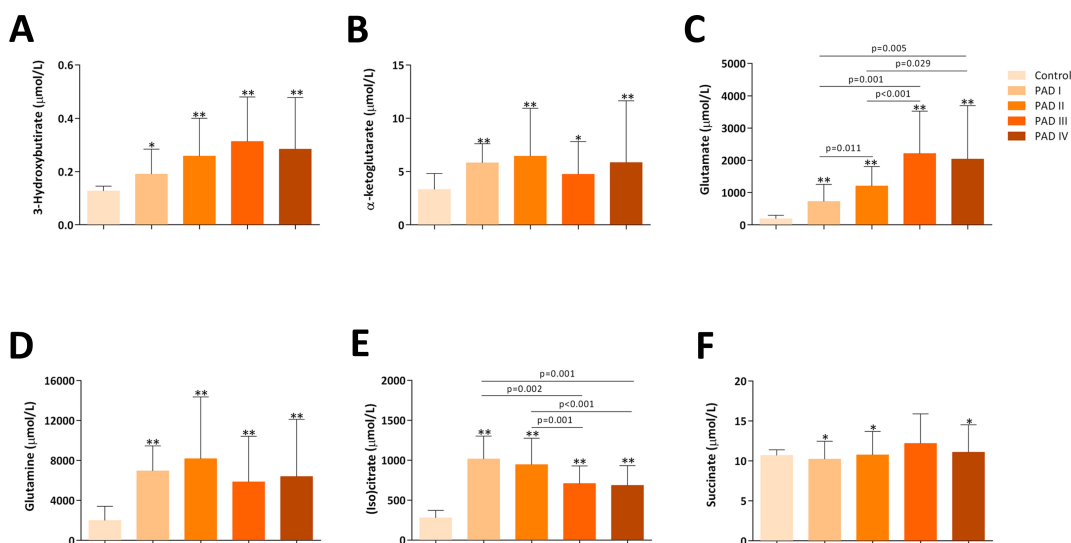 A
3-Hydroxybutirate (μmol/L)
0.6
0.4
0.2
0.0
*
**
**
**
B
α-ketoglutarate (μmol/L)
15
10
5
0
**
**
*
**
C
Glutamate (μmol/L)
5000
4000
3000
2000
1000
0
p=0.005
p=0.029
p=0.001
p<0.001
p=0.011
**
**
**
**
Control
PAD I
PAD II
PAD III
PAD IV
D
Glutamine (μmol/L)
16000
12000
8000
4000
0
**
**
**
**
E
(Iso)citrate (μmol/L)
2000
1500
1000
500
0
p=0.001
p=0.002
p<0.001
p=0.001
**
**
**
**
F
Succinate (μmol/L)
20
15
10
5
0
*
*
*